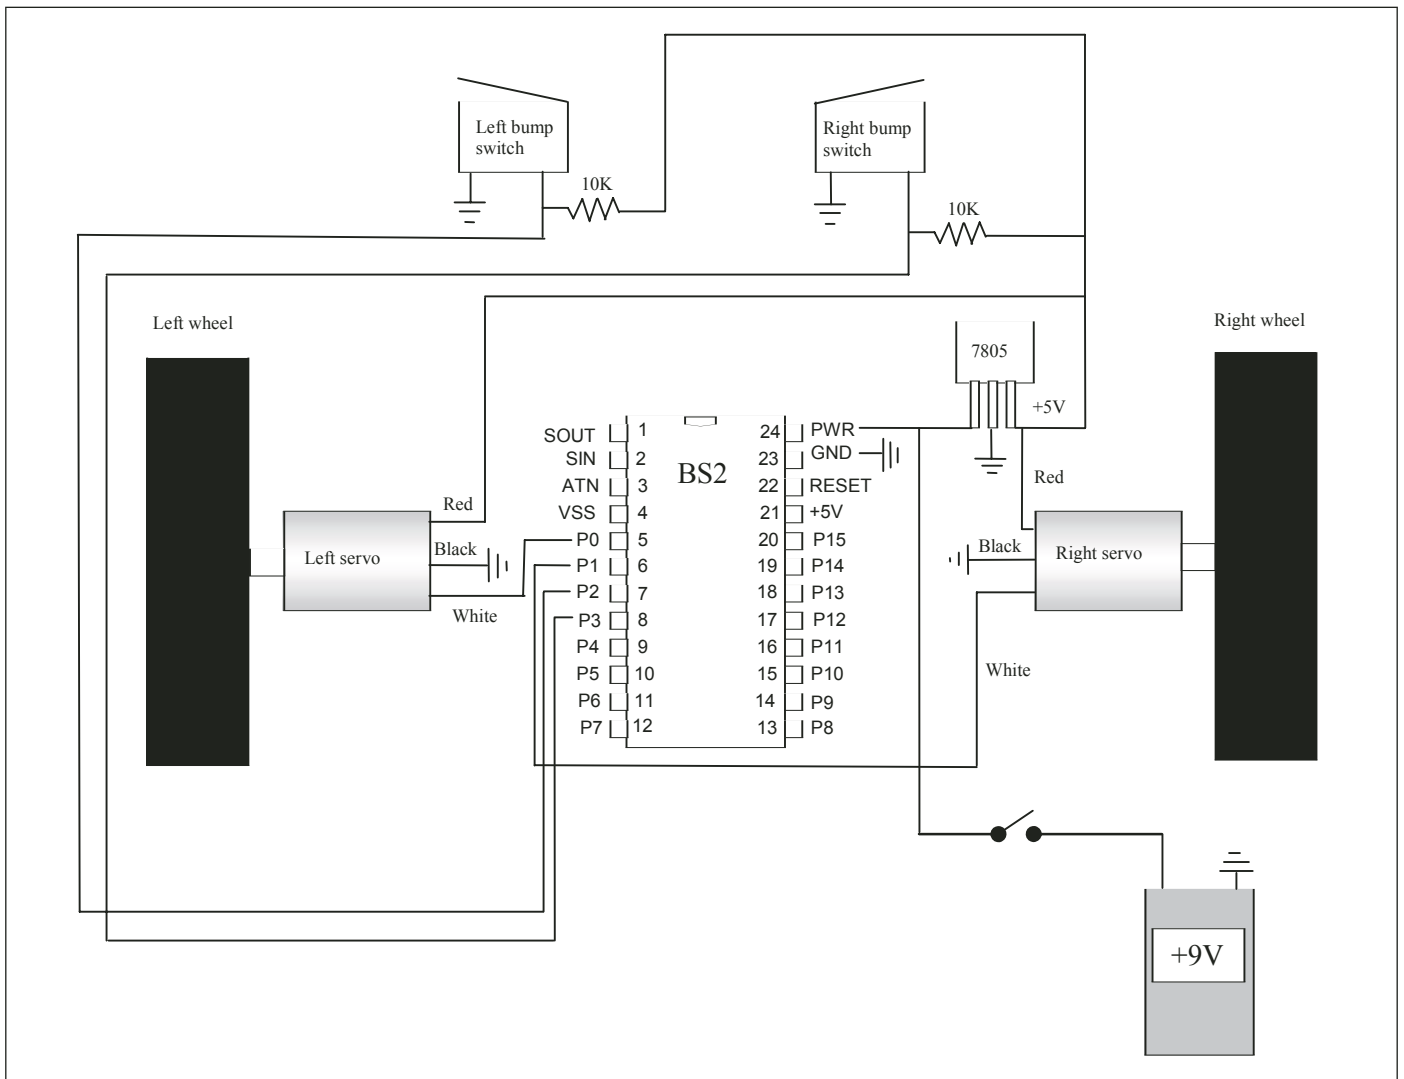 Left bump
switch
Right bump
switch
10K
10K
Left wheel
Right wheel
7805
+5V
SOUT 1 24 PWR
SIN 2 23 GND
ATN 3 22 RESET
VSS 4 21 +5V
P0 5 20 P15
P1 6 19 P14
P2 7 18 P13
P3 8 17 P12
P4 9 16 P11
P5 10 15 P10
P6 11 14 P9
P7 12 13 P8
BS2
Red
Black
White
Left servo
Red
Black
White
Right servo
+9V